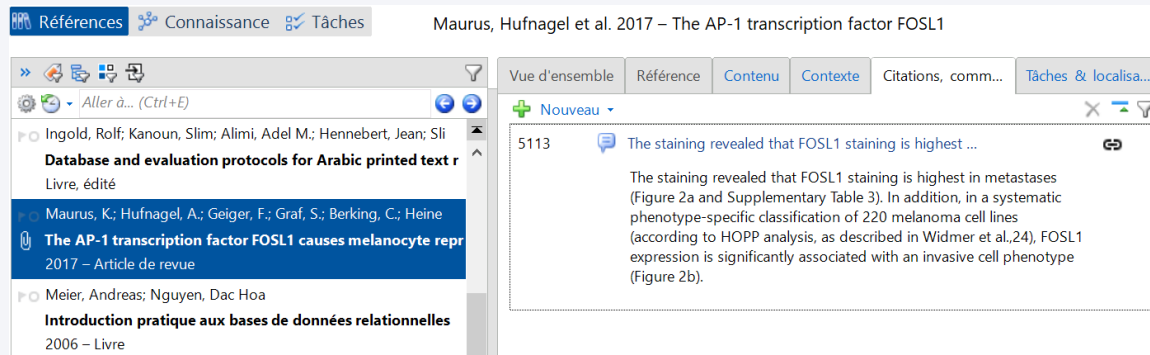 Références Connaissance Tâches
Maurus, Hufnagel et al. 2017 – The AP-1 transcription factor FOSL1
Aller à... (Ctrl+E)
Ingold, Rolf; Kanoun, Slim; Alimi, Adel M.; Hennebert, Jean; Sli
Database and evaluation protocols for Arabic printed text r
Livre, édité
Maurus, K.; Hufnagel, A.; Geiger, F.; Graf, S.; Berking, C.; Heine
The AP-1 transcription factor FOSL1 causes melanocyte repr
2017 – Article de revue
Meier, Andreas; Nguyen, Dac Hoa
Introduction pratique aux bases de données relationnelles
2006 – Livre
Vue d'ensemble Référence Contenu Contexte Citations, comm... Tâches & localisa...
Nouveau
5113 The staining revealed that FOSL1 staining is highest ...
The staining revealed that FOSL1 staining is highest in metastases
(Figure 2a and Supplementary Table 3). In addition, in a systematic
phenotype-specific classification of 220 melanoma cell lines
(according to HOPP analysis, as described in Widmer et al.,24), FOSL1
expression is significantly associated with an invasive cell phenotype
(Figure 2b).